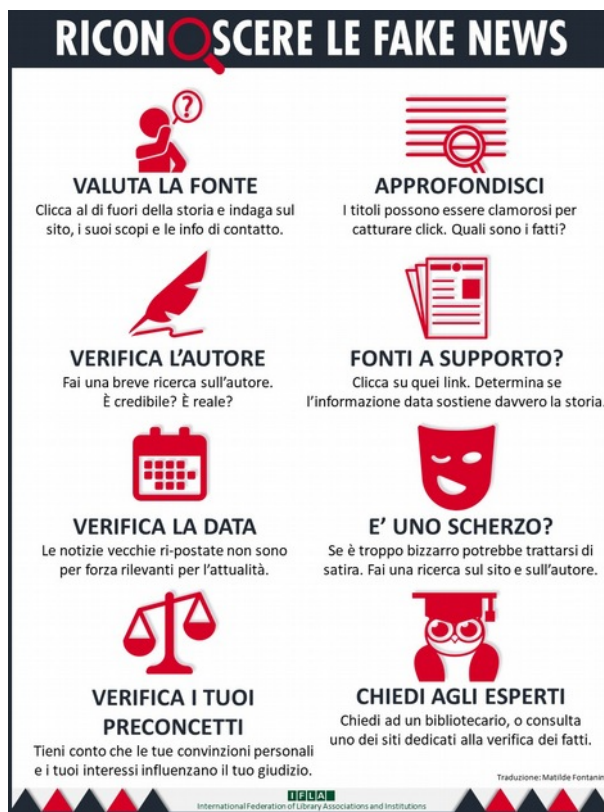 RICONOSCERE LE FAKE NEWS
?
VALUTA LA FONTE
Clicca al di fuori della storia e indaga sul
sito, i suoi scopi e le info di contatto.
APPROFONDISCI
I titoli possono essere clamorosi per
catturare click. Quali sono i fatti?
VERIFICA L'AUTORE
Fai una breve ricerca sull'autore.
È credibile? È reale?
FONTI A SUPPORTO?
Clicca su quei link. Determina se
l'informazione data sostiene davvero la storia.
VERIFICA LA DATA
Le notizie vecchie ri-postate non sono
per forza rilevanti per l'attualità.
E' UNO SCHERZO?
Se è troppo bizzarro potrebbe trattarsi di
satira. Fai una ricerca sul sito e sull'autore.
VERIFICA I TUOI
PRECONCETTI
Tieni conto che le tue convinzioni personali
e i tuoi interessi influenzano il tuo giudizio.
CHIEDI AGLI ESPERTI
Chiedi ad un bibliotecario, o consulta
uno dei siti dedicati alla verifica dei fatti.
Traduzione: Matilde Fontanin
IFLA
International Federation of Library Associations and Institutions